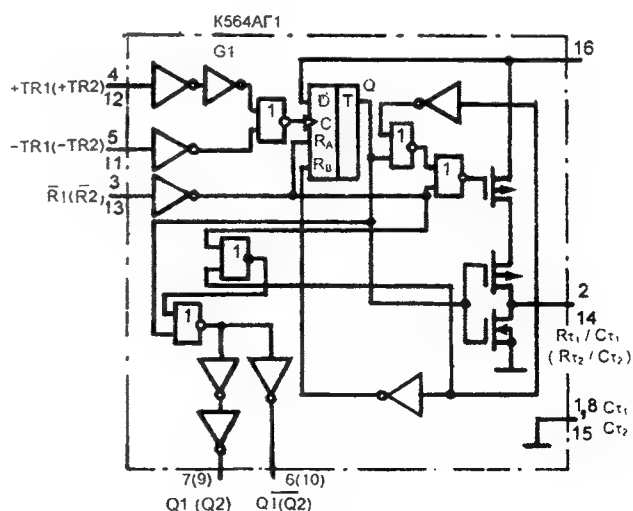 К564АГ1
G1
16
+TR1(+TR2) 4
12
−TR1(−TR2) 5
11
R̅1(R̅2) 3
13
1
D T Q
C
RA
RB
1
1
1
1
2
14
Rτ1 / Cτ1
(Rτ2 / Cτ2)
1,8 Cτ1
15 Cτ2
7(9) 6(10)
Q1 (Q2) Q̅1̅(Q̅2̅)